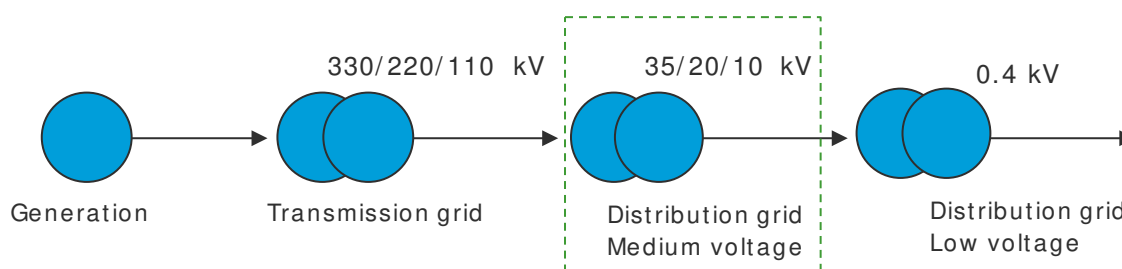 330/220/110 kV
35/20/10 kV
0.4 kV
Generation
Transmission grid
Distribution grid
Medium voltage
Distribution grid
Low voltage